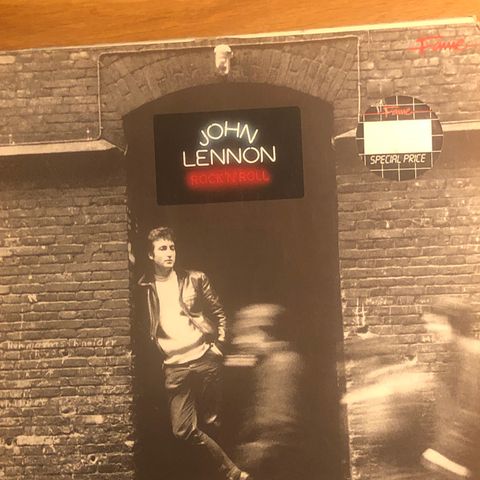 Fame
JOHN
LENNON
ROCK 'N' ROLL
Fame
SPECIAL PRICE